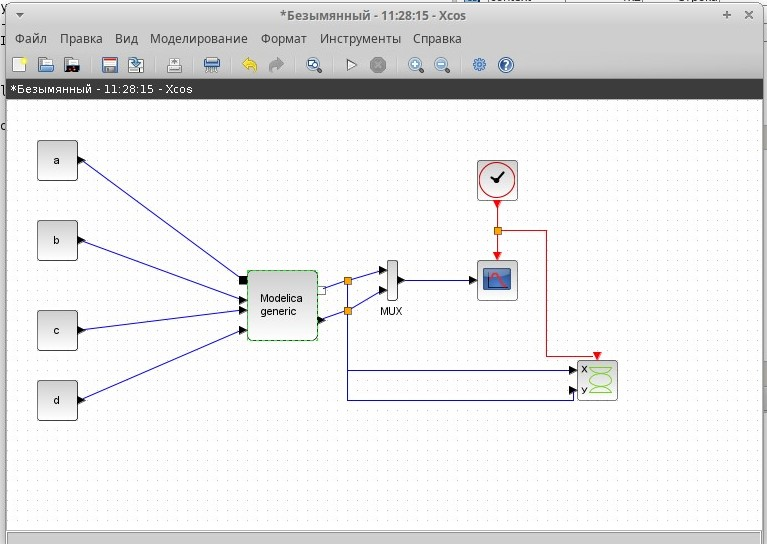 *Безымянный - 11:28:15 - Xcos
Файл Правка Вид Моделирование Формат Инструменты Справка
*Безымянный - 11:28:15 - Xcos
a
b
c
d
Modelica
generic
MUX
X
У